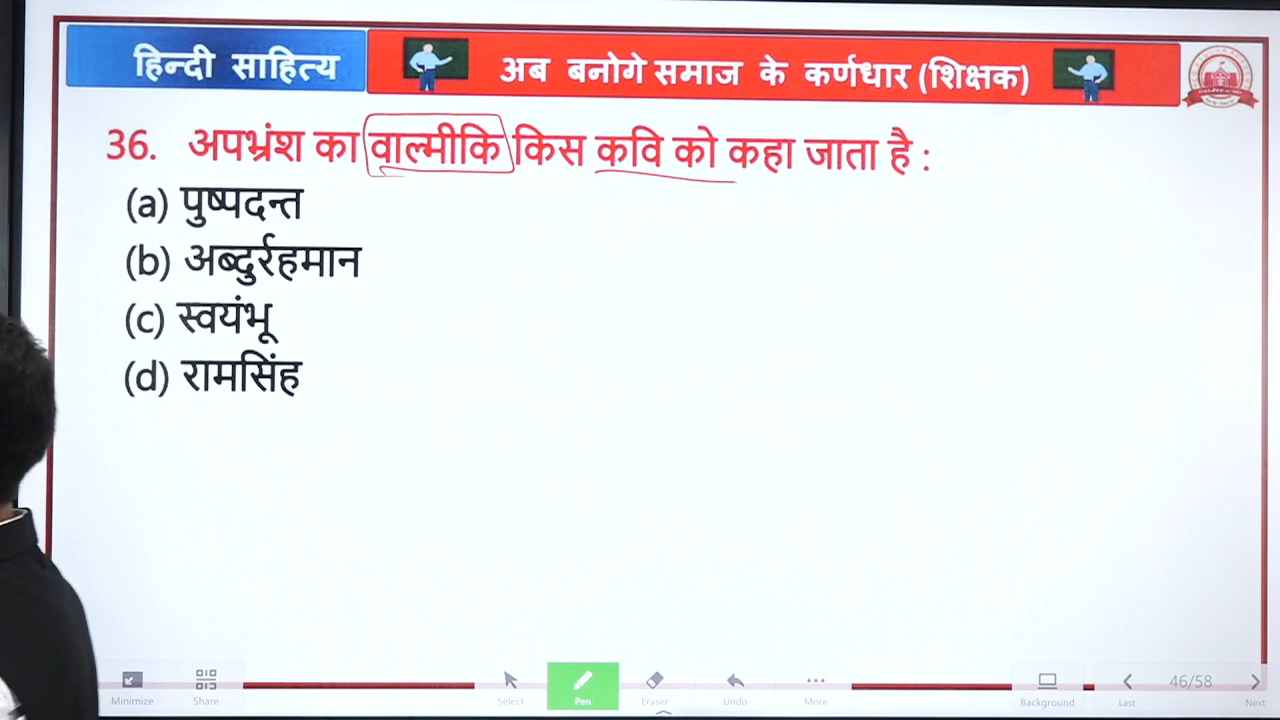 हिन्दी साहित्य
अब बनोगे समाज के कर्णधार (शिक्षक)
36. अपभ्रंश का वाल्मीकि किस कवि को कहा जाता है :
(a) पुष्पदन्त
(b) अब्दुर्रहमान
(c) स्वयंभू
(d) रामसिंह
Minimize Share Select Pen Eraser Undo More Background Last 46/58 Next